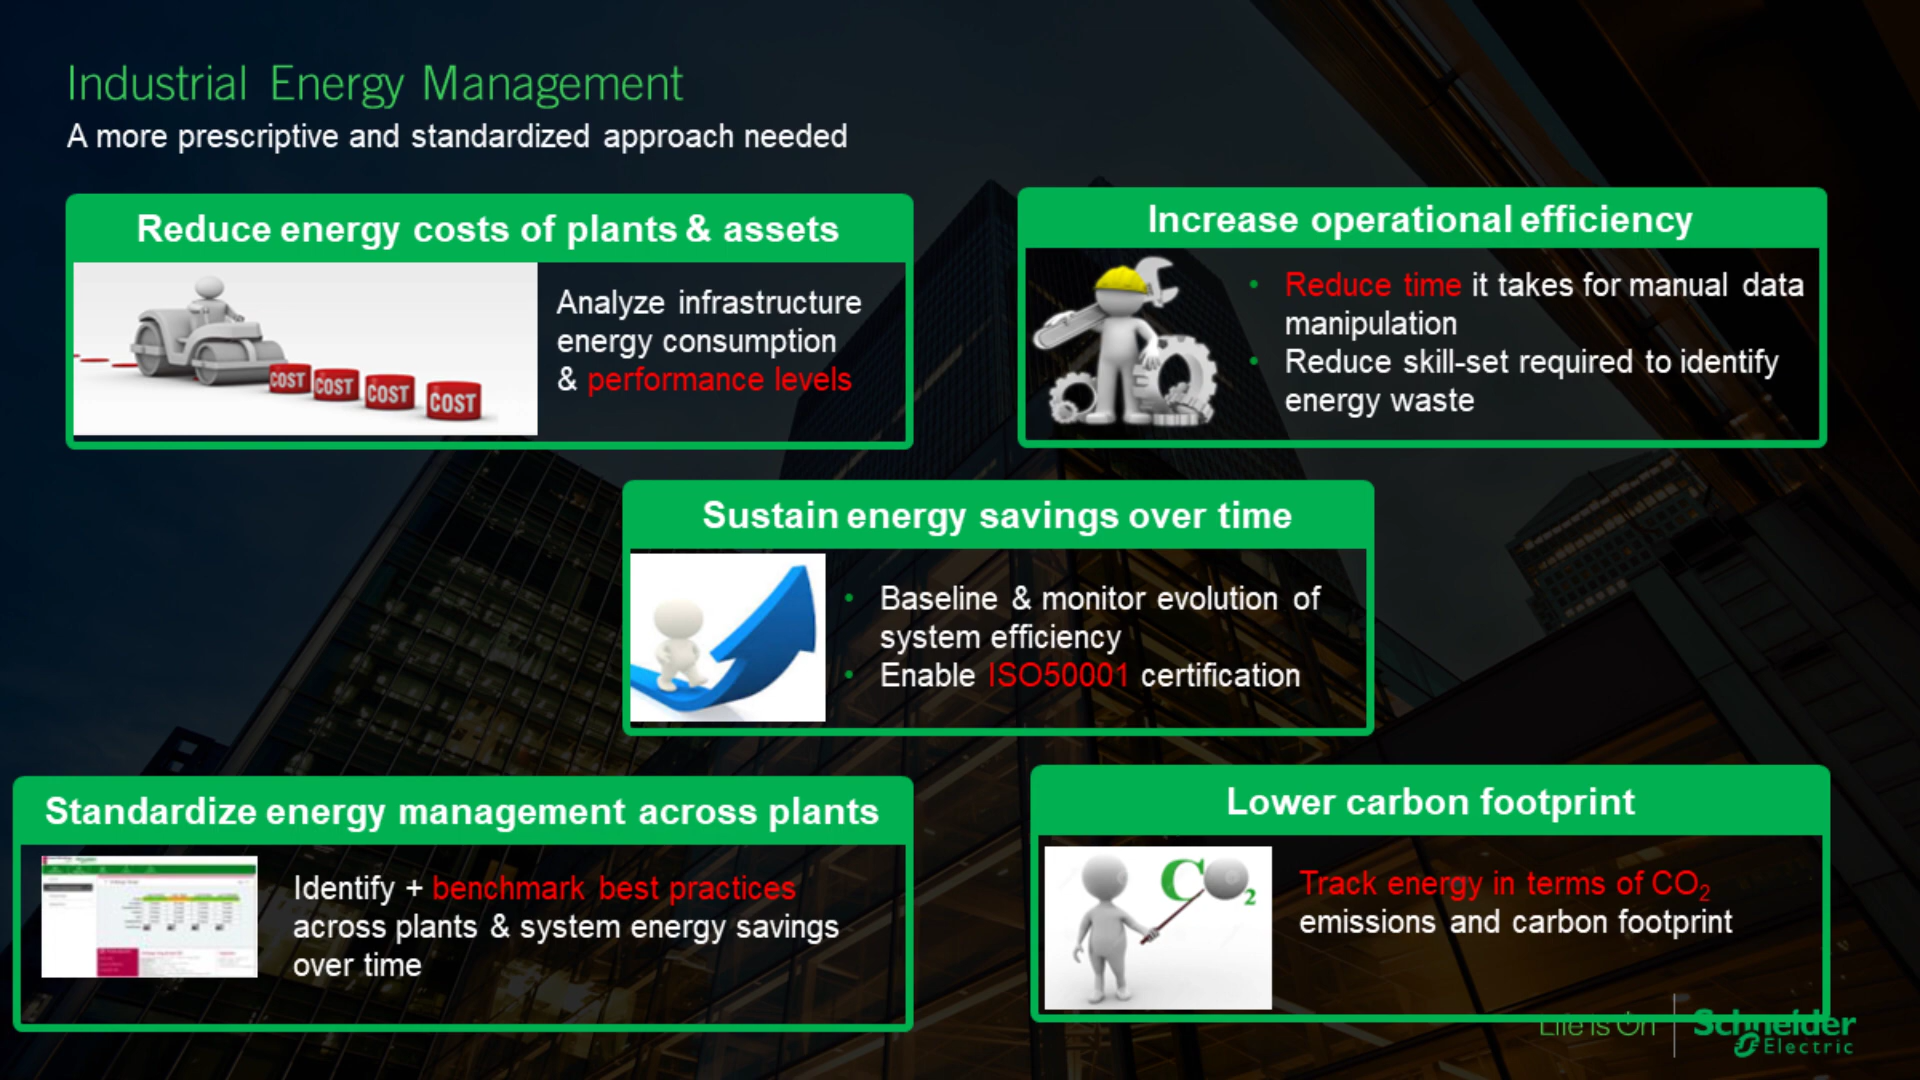 Industrial Energy Management
A more prescriptive and standardized approach needed
Reduce energy costs of plants & assets
COST COST COST COST
Analyze infrastructure
energy consumption
& performance levels
Increase operational efficiency
• Reduce time it takes for manual data
manipulation
• Reduce skill-set required to identify
energy waste
Sustain energy savings over time
• Baseline & monitor evolution of
system efficiency
• Enable ISO50001 certification
Standardize energy management across plants
Identify + benchmark best practices
across plants & system energy savings
over time
Lower carbon footprint
CO₂
Track energy in terms of CO₂
emissions and carbon footprint
Life Is On
Schneider
Electric